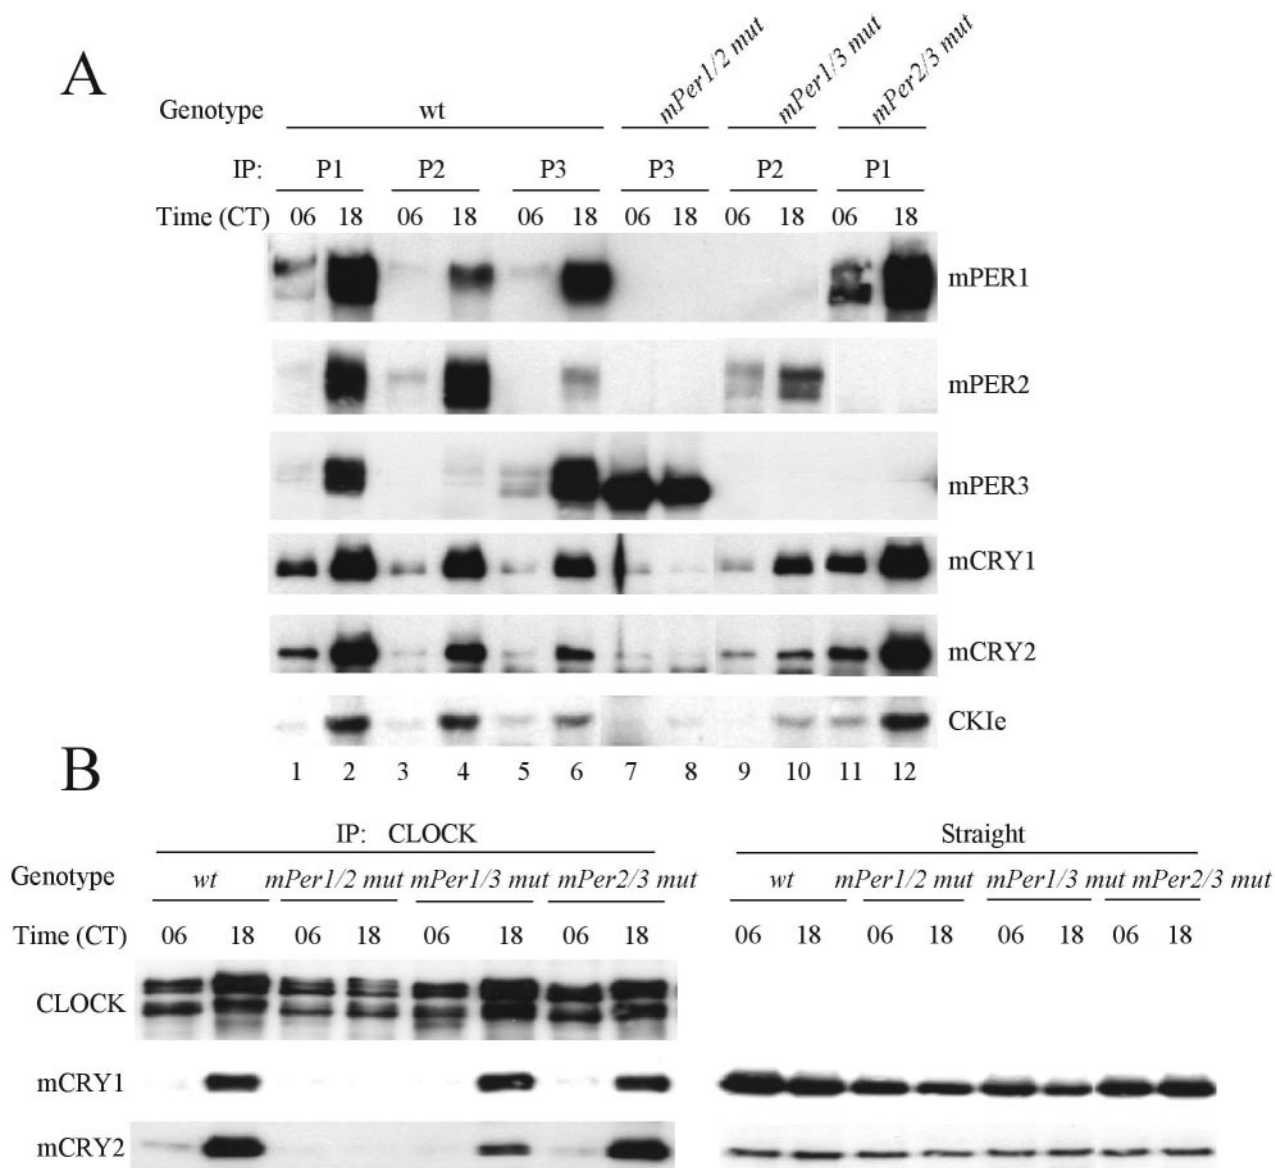 A
mPer1/2 mut mPer1/3 mut mPer2/3 mut
Genotype wt
IP: P1 P2 P3 P3 P2 P1
Time (CT) 06 18 06 18 06 18 06 18 06 18 06 18
mPER1
mPER2
mPER3
mCRY1
mCRY2
CKIe
1 2 3 4 5 6 7 8 9 10 11 12
B
IP: CLOCK Straight
Genotype wt mPer1/2 mut mPer1/3 mut mPer2/3 mut wt mPer1/2 mut mPer1/3 mut mPer2/3 mut
Time (CT) 06 18 06 18 06 18 06 18 06 18 06 18 06 18 06 18
CLOCK
mCRY1
mCRY2